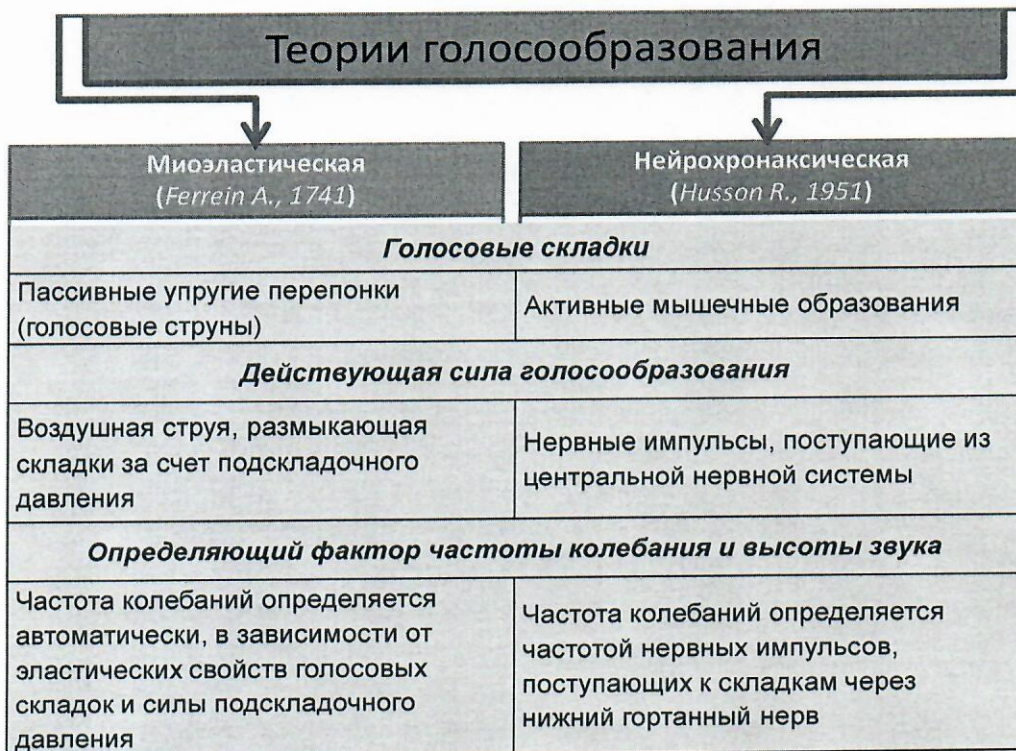 Теории голосообразования
Миоэластическая
(Ferrein A., 1741)
Нейрохронаксическая
(Husson R., 1951)
Голосовые складки
Пассивные упругие перепонки
(голосовые струны)
Активные мышечные образования
Действующая сила голосообразования
Воздушная струя, размыкающая
складки за счет подскладочного
давления
Нервные импульсы, поступающие из
центральной нервной системы
Определяющий фактор частоты колебания и высоты звука
Частота колебаний определяется
автоматически, в зависимости от
эластических свойств голосовых
складок и силы подскладочного
давления
Частота колебаний определяется
частотой нервных импульсов,
поступающих к складкам через
нижний гортанный нерв